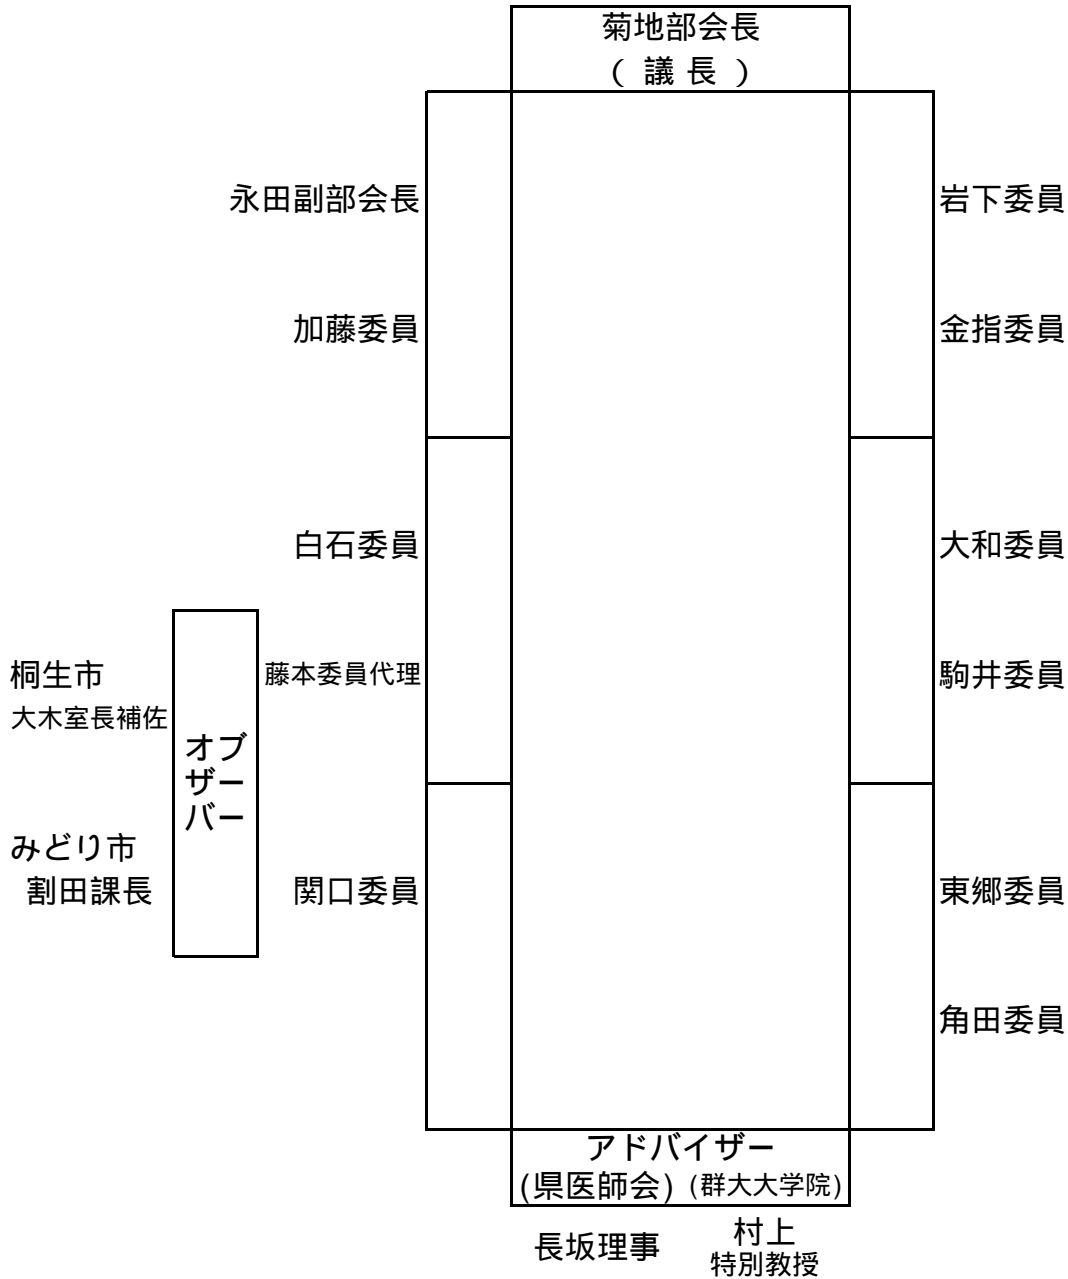 菊地部会長
( 議 長 )
永田副部会長
岩下委員
加藤委員
金指委員
白石委員
大和委員
桐生市
大木室長補佐
藤本委員代理
駒井委員
オブ
ザー
バー
みどり市
割田課長
関口委員
東郷委員
角田委員
アドバイザー
(県医師会) (群大大学院)
長坂理事
村上
特別教授